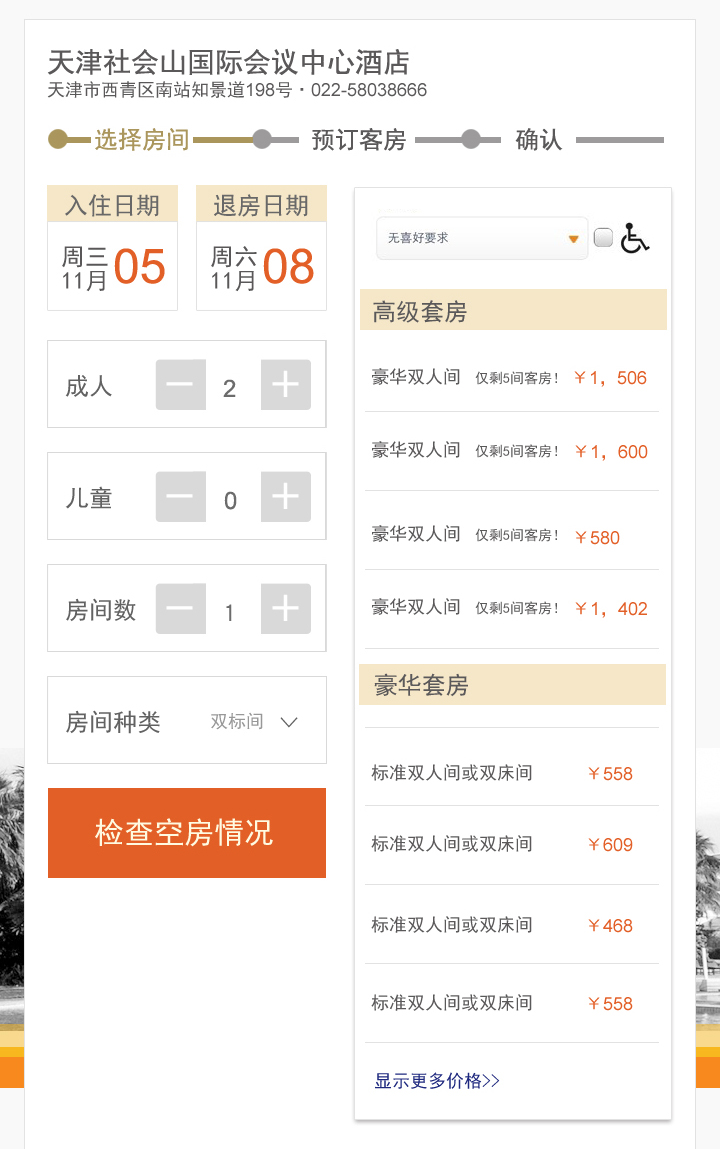 天津社会山国际会议中心酒店
天津市西青区南站知景道198号·022-58038666
选择房间 预订客房 确认
入住日期 退房日期
周三 11月 05
周六 11月 08
成人 2
儿童 0
房间数 1
房间种类 双标间
检查空房情况
无喜好要求
高级套房
豪华双人间 仅剩5间客房！ ￥1，506
豪华双人间 仅剩5间客房！ ￥1，600
豪华双人间 仅剩5间客房！ ￥580
豪华双人间 仅剩5间客房！ ￥1，402
豪华套房
标准双人间或双床间 ￥558
标准双人间或双床间 ￥609
标准双人间或双床间 ￥468
标准双人间或双床间 ￥558
显示更多价格>>